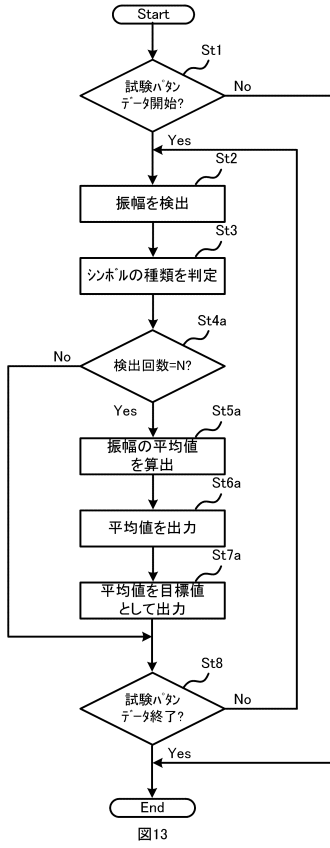 Start
St1
試験パタン
データ開始?
No
Yes
St2
振幅を検出
St3
シンボルの種類を判定
St4a
No
検出回数=N?
Yes
St5a
振幅の平均値
を算出
St6a
平均値を出力
St7a
平均値を目標値
として出力
St8
試験パタン
データ終了?
No
Yes
End
図13